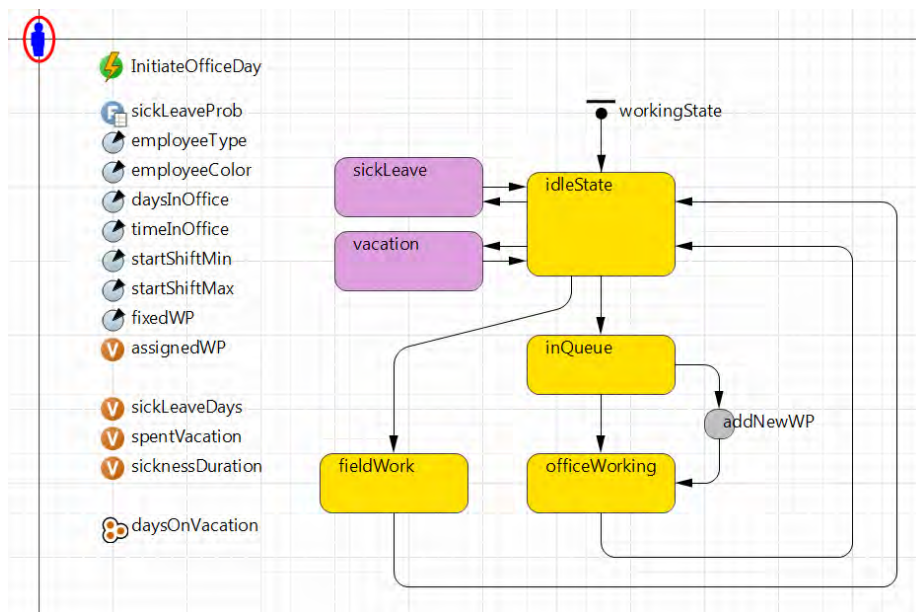 InitiateOfficeDay
sickLeaveProb
employeeType
employeeColor
daysInOffice
timeInOffice
startShiftMin
startShiftMax
fixedWP
assignedWP
sickLeaveDays
spentVacation
sicknessDuration
daysOnVacation
workingState
sickLeave
idleState
vacation
inQueue
addNewWP
fieldWork
officeWorking
F
V
V
V
V